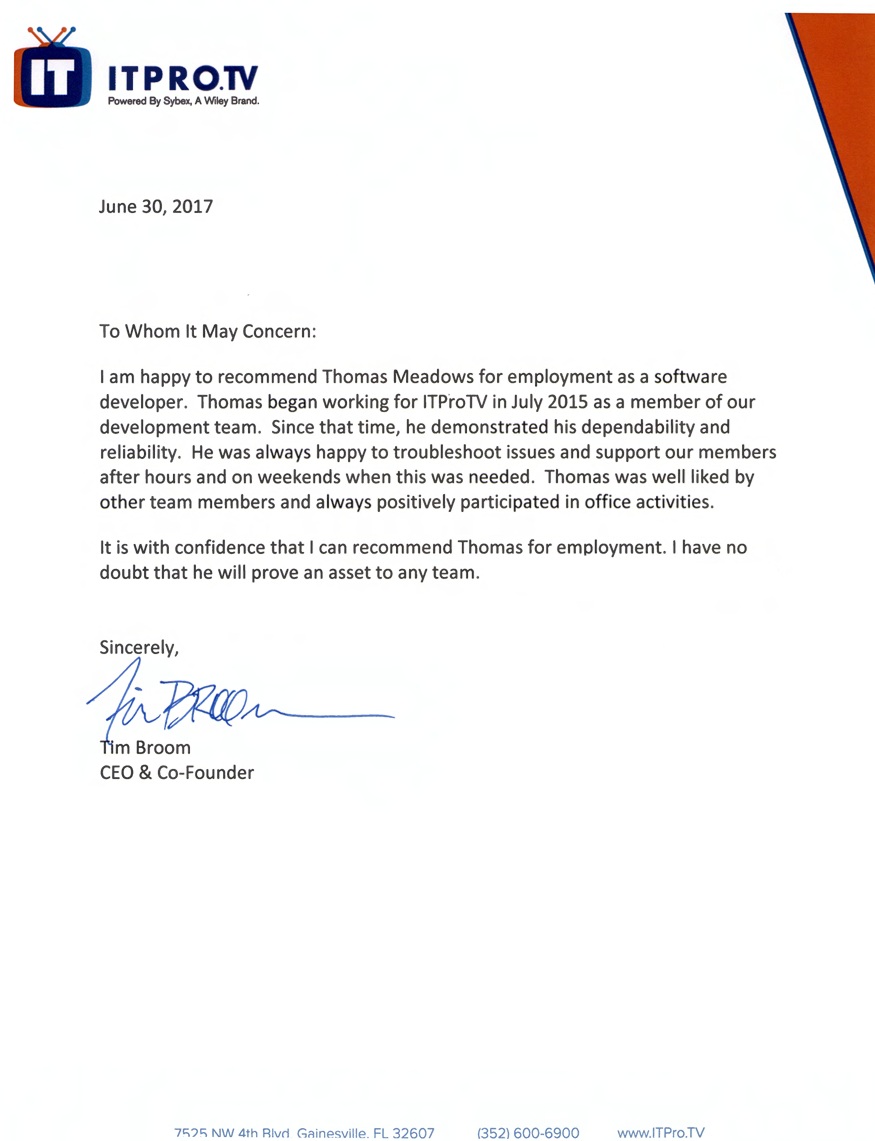 IT ITPRO.TV
Powered By Sybex, A Wiley Brand.
June 30, 2017
To Whom It May Concern:
I am happy to recommend Thomas Meadows for employment as a software
developer.  Thomas began working for ITProTV in July 2015 as a member of our
development team.  Since that time, he demonstrated his dependability and
reliability.  He was always happy to troubleshoot issues and support our members
after hours and on weekends when this was needed.  Thomas was well liked by
other team members and always positively participated in office activities.
It is with confidence that I can recommend Thomas for employment. I have no
doubt that he will prove an asset to any team.
Sincerely,
Tim BROOm
Tim Broom
CEO & Co-Founder
7525 NW 4th Blvd. Gainesville, FL 32607 (352) 600-6900 www.ITPro.TV